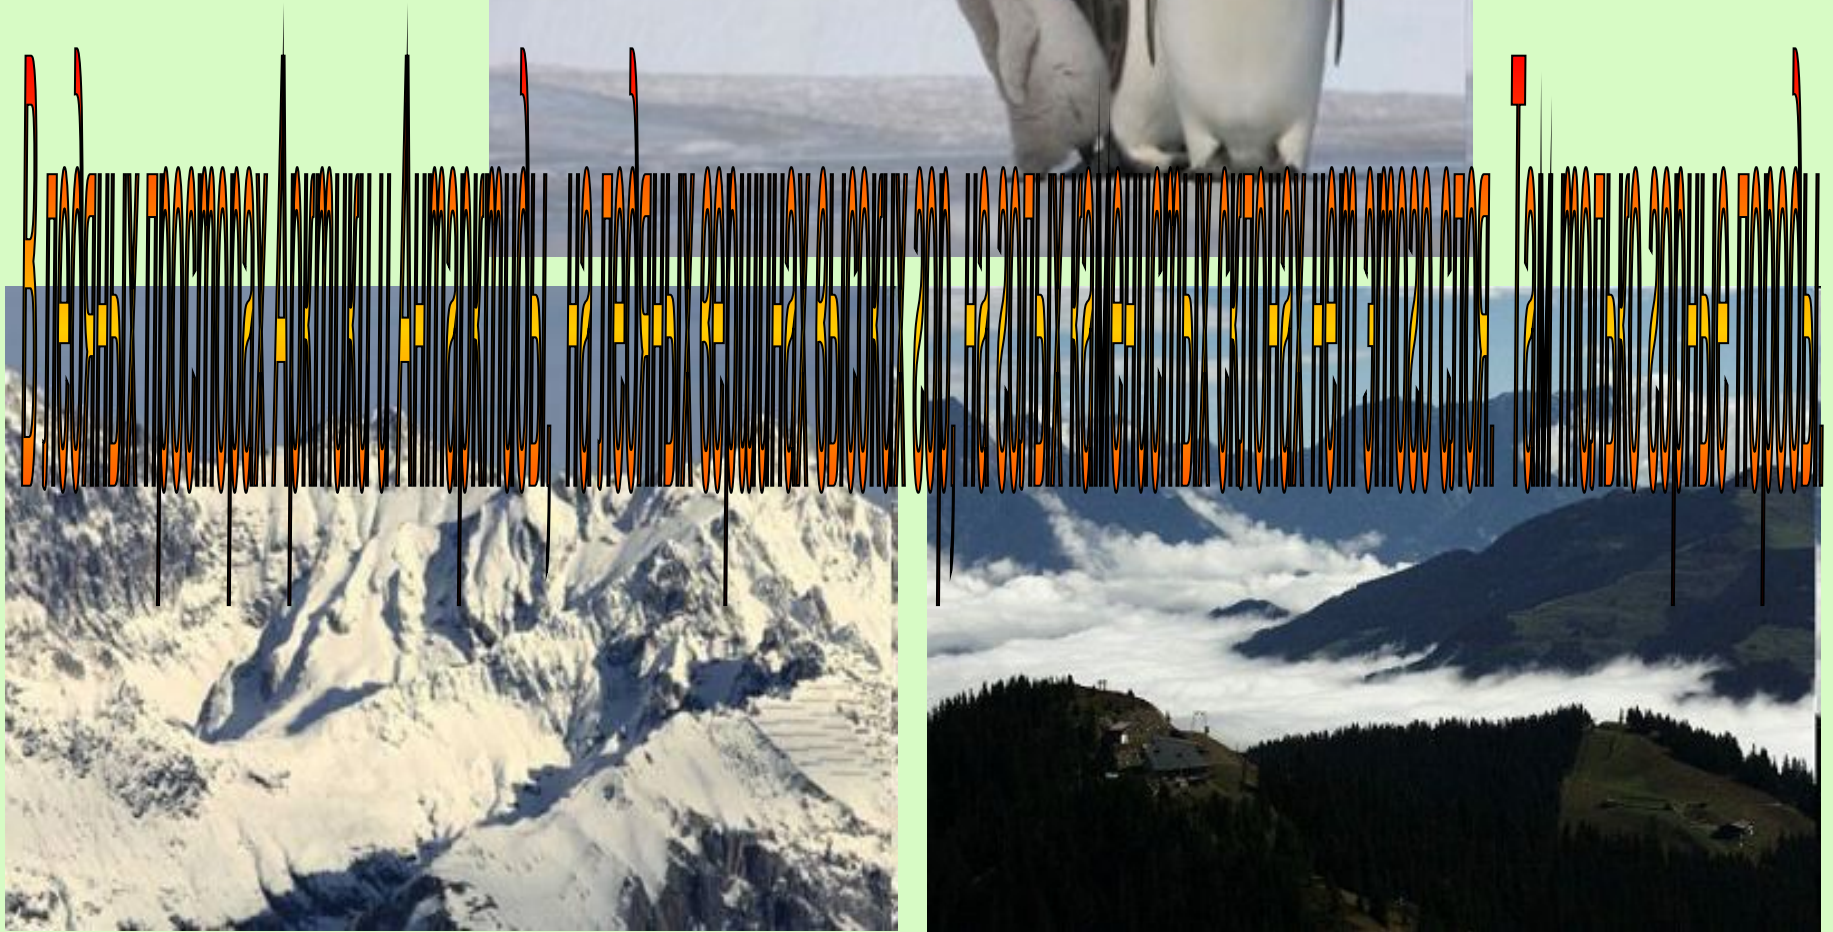 В ледяных просторах Арктики и Антарктиды, на ледяных вершинах высоких гор, на голых каменистых склонах нет этого слоя. Там только голые породы.